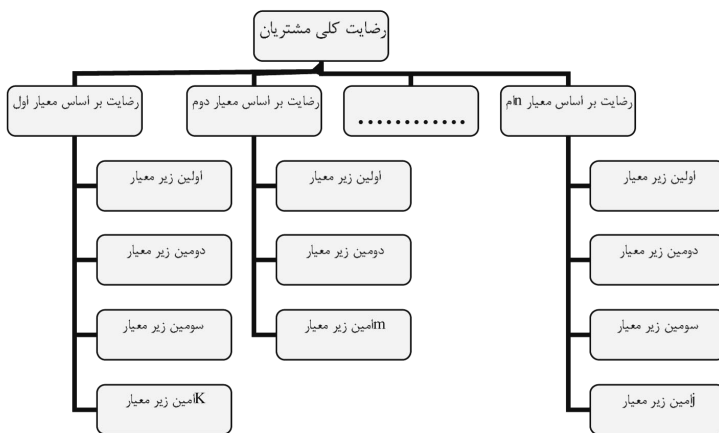 رضایت کلی مشتریان
رضایت بر اساس معیار اول
رضایت بر اساس معیار دوم
............
رضایت بر اساس معیار nام
اولین زیر معیار
اولین زیر معیار
اولین زیر معیار
دومین زیر معیار
دومین زیر معیار
دومین زیر معیار
سومین زیر معیار
mامین زیر معیار
سومین زیر معیار
Kامین زیر معیار
jامین زیر معیار